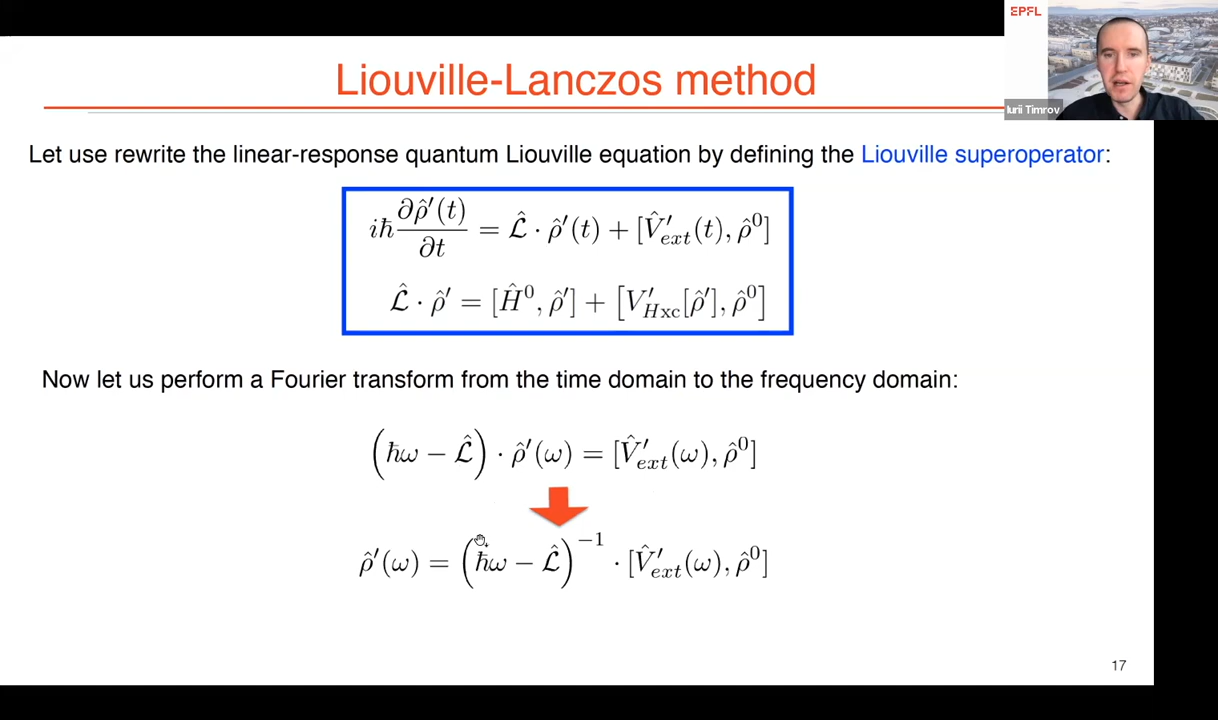 EPFL
Iurii Timrov
Liouville-Lanczos method
Let use rewrite the linear-response quantum Liouville equation by defining the Liouville superoperator:
iħ ∂ρ̂′(t)/∂t = ℒ̂ · ρ̂′(t) + [V̂′ext(t), ρ̂⁰]
ℒ̂ · ρ̂′ = [Ĥ⁰, ρ̂′] + [V′Hxc[ρ̂′], ρ̂⁰]
Now let us perform a Fourier transform from the time domain to the frequency domain:
(ħω − ℒ̂) · ρ̂′(ω) = [V̂′ext(ω), ρ̂⁰]
ρ̂′(ω) = (ħω − ℒ̂)⁻¹ · [V̂′ext(ω), ρ̂⁰]
17